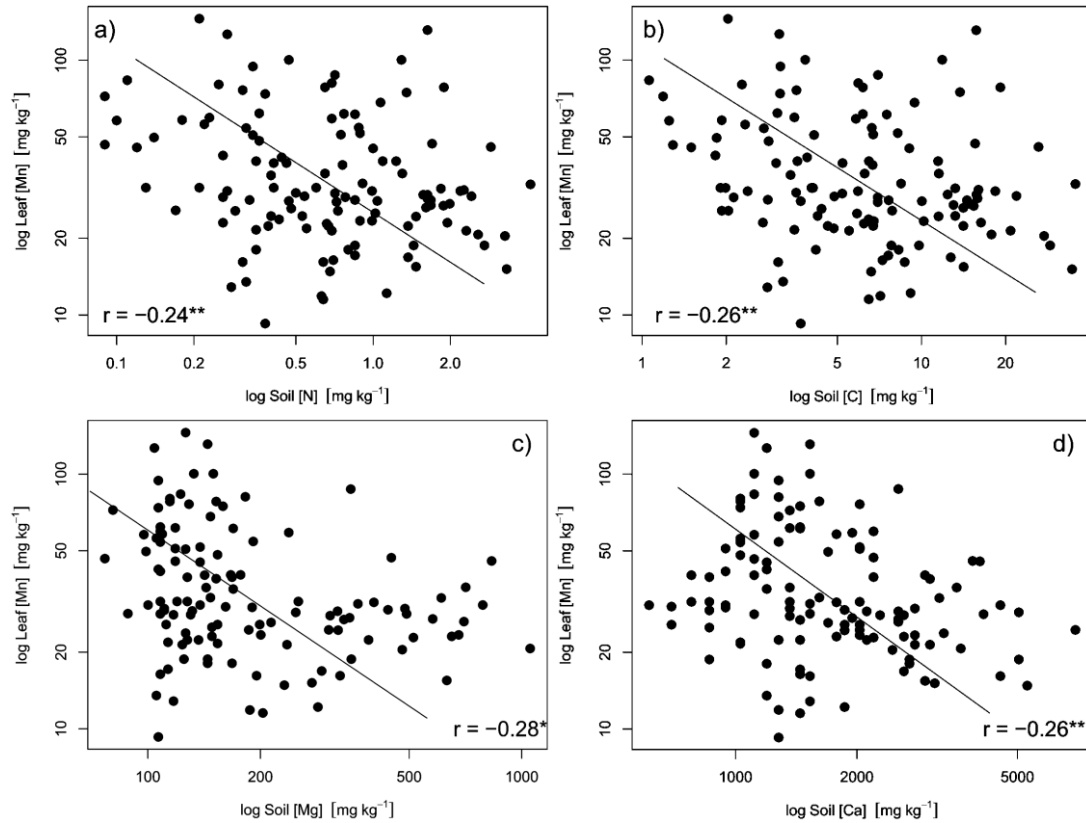 a)
log Leaf [Mn] [mg kg⁻¹]
100
50
20
10
r = −0.24**
0.1
0.2
0.5
1.0
2.0
log Soil [N] [mg kg⁻¹]
b)
log Leaf [Mn] [mg kg⁻¹]
100
50
20
10
r = −0.26**
1
2
5
10
20
log Soil [C] [mg kg⁻¹]
c)
log Leaf [Mn] [mg kg⁻¹]
100
50
20
10
r = −0.28*
100
200
500
1000
log Soil [Mg] [mg kg⁻¹]
d)
log Leaf [Mn] [mg kg⁻¹]
100
50
20
10
r = −0.26**
1000
2000
5000
log Soil [Ca] [mg kg⁻¹]